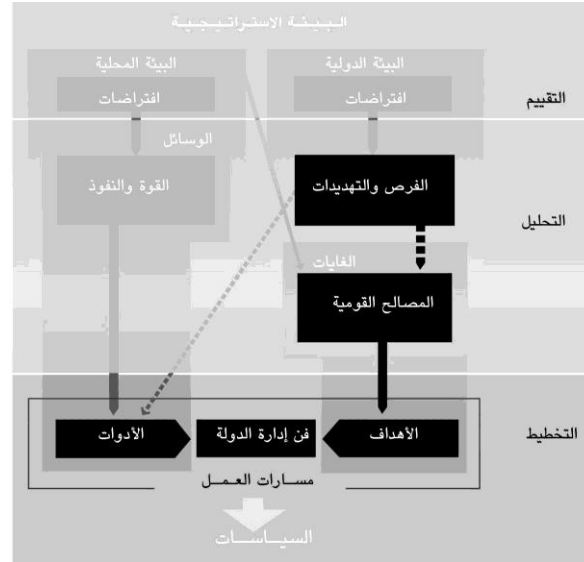 البيئة الاستراتيجية
البيئة الدولية
البيئة المحلية
افتراضات
افتراضات
التقييم
الوسائل
الفرص والتهديدات
القوة والنفوذ
التحليل
الغايات
المصالح القومية
الأهداف
فن إدارة الدولة
الأدوات
التخطيط
مسارات العمل
السياسات